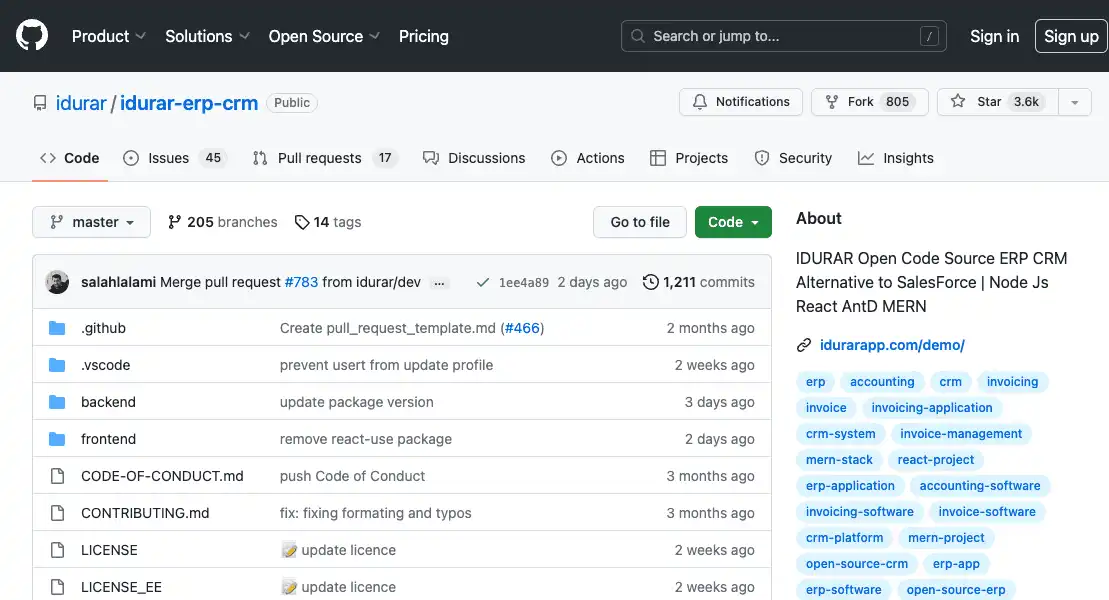 Product Solutions Open Source Pricing Search or jump to... / Sign in Sign up
idurar / idurar-erp-crm Public Notifications Fork 805 Star 3.6k
Code Issues 45 Pull requests 17 Discussions Actions Projects Security Insights
master 205 branches 14 tags Go to file Code
salahlalami Merge pull request #783 from idurar/dev ... 1ee4a89 2 days ago 1,211 commits
.github Create pull_request_template.md (#466) 2 months ago
.vscode prevent usert from update profile 2 weeks ago
backend update package version 3 days ago
frontend remove react-use package 2 days ago
CODE-OF-CONDUCT.md push Code of Conduct 3 months ago
CONTRIBUTING.md fix: fixing formating and typos 3 months ago
LICENSE 📝 update licence 2 weeks ago
LICENSE_EE 📝 update licence 2 weeks ago
About
IDURAR Open Code Source ERP CRM
Alternative to SalesForce | Node Js
React AntD MERN
idurarapp.com/demo/
erp accounting crm invoicing
invoice invoicing-application
crm-system invoice-management
mern-stack react-project
erp-application accounting-software
invoicing-software invoice-software
crm-platform mern-project
open-source-crm erp-app
erp-software open-source-erp